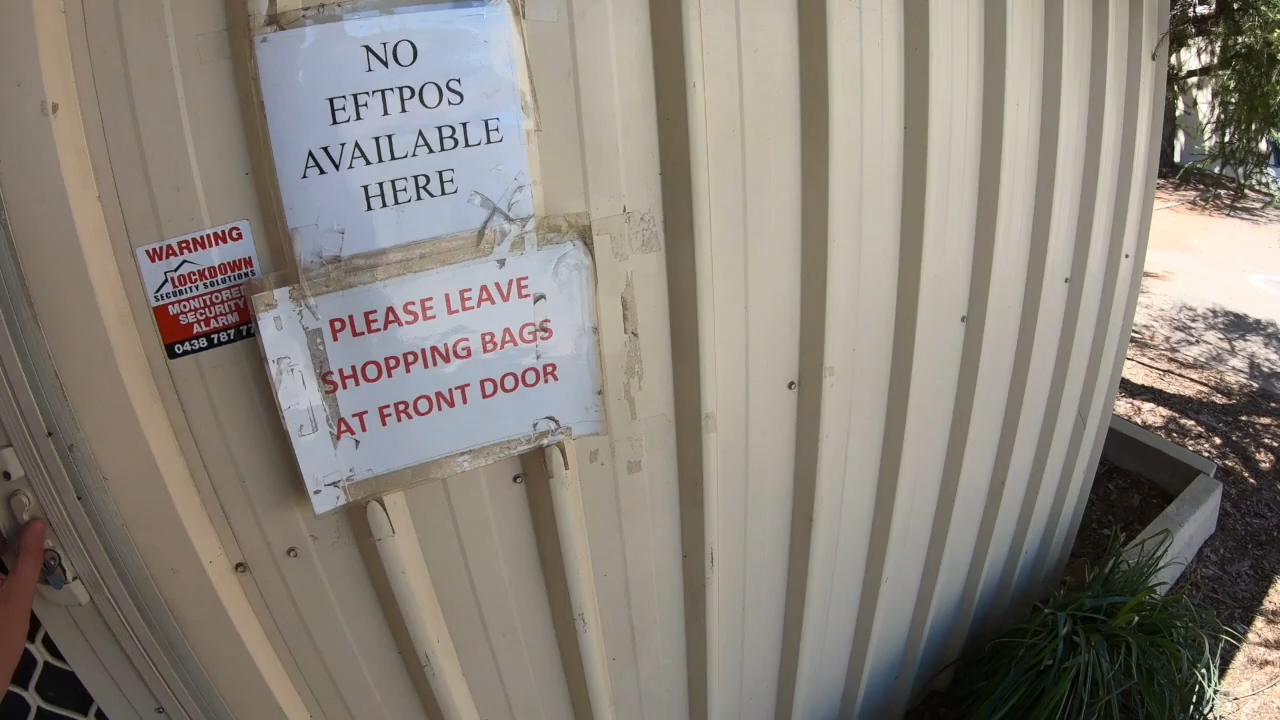 NO
EFTPOS
AVAILABLE
HERE
WARNING
LOCKDOWN
SECURITY SOLUTIONS
MONITORED
SECURITY
ALARM
0438 787 77
PLEASE LEAVE
SHOPPING BAGS
AT FRONT DOOR